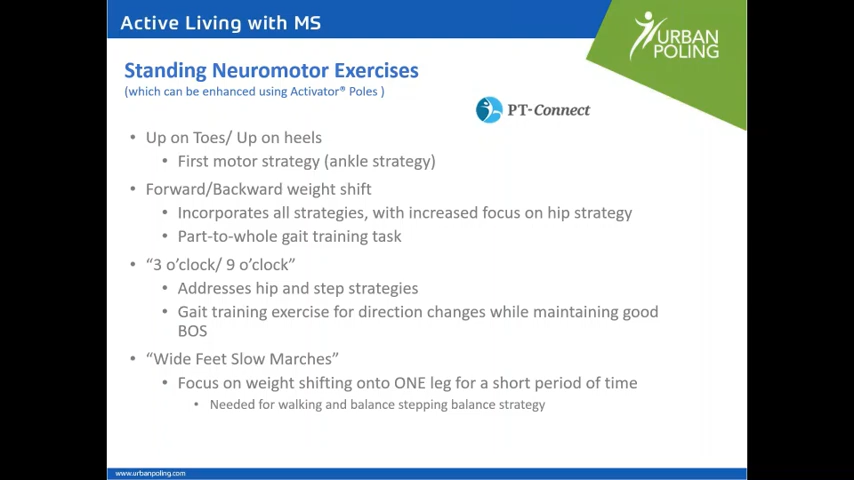 Active Living with MS
URBAN
POLING
Standing Neuromotor Exercises
(which can be enhanced using Activator® Poles )
PT-Connect
• Up on Toes/ Up on heels
• First motor strategy (ankle strategy)
• Forward/Backward weight shift
• Incorporates all strategies, with increased focus on hip strategy
• Part-to-whole gait training task
• “3 o’clock/ 9 o’clock”
• Addresses hip and step strategies
• Gait training exercise for direction changes while maintaining good
BOS
• “Wide Feet Slow Marches”
• Focus on weight shifting onto ONE leg for a short period of time
• Needed for walking and balance stepping balance strategy
www.urbanpoling.com